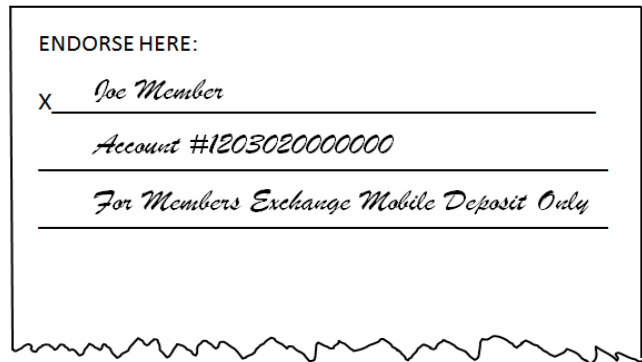 ENDORSE HERE:
X Joe Member
Account #1203020000000
For Members Exchange Mobile Deposit Only